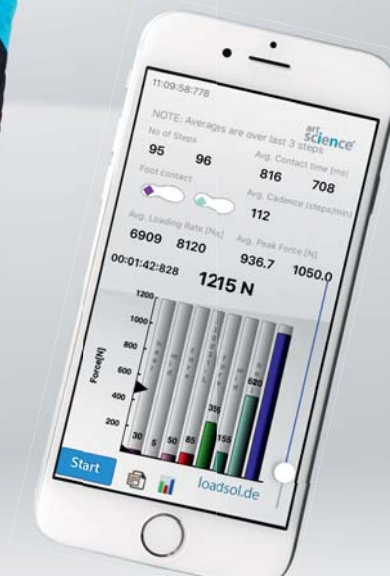 11:09:58:778
art science®
NOTE: Averages are over last 3 steps
No of Steps Avg. Contact time [ms]
95 96 816 708
Foot contact Avg. Cadence (steps/min)
112
Avg. Loading Rate [N/s] Avg. Peak Force [N]
6909 8120 936.7 1050.0
00:01:42:828 1215 N
1200
1000
800
600
400
200
Force[N]
30 5 50 85 355 155 620
Start loadsol.de